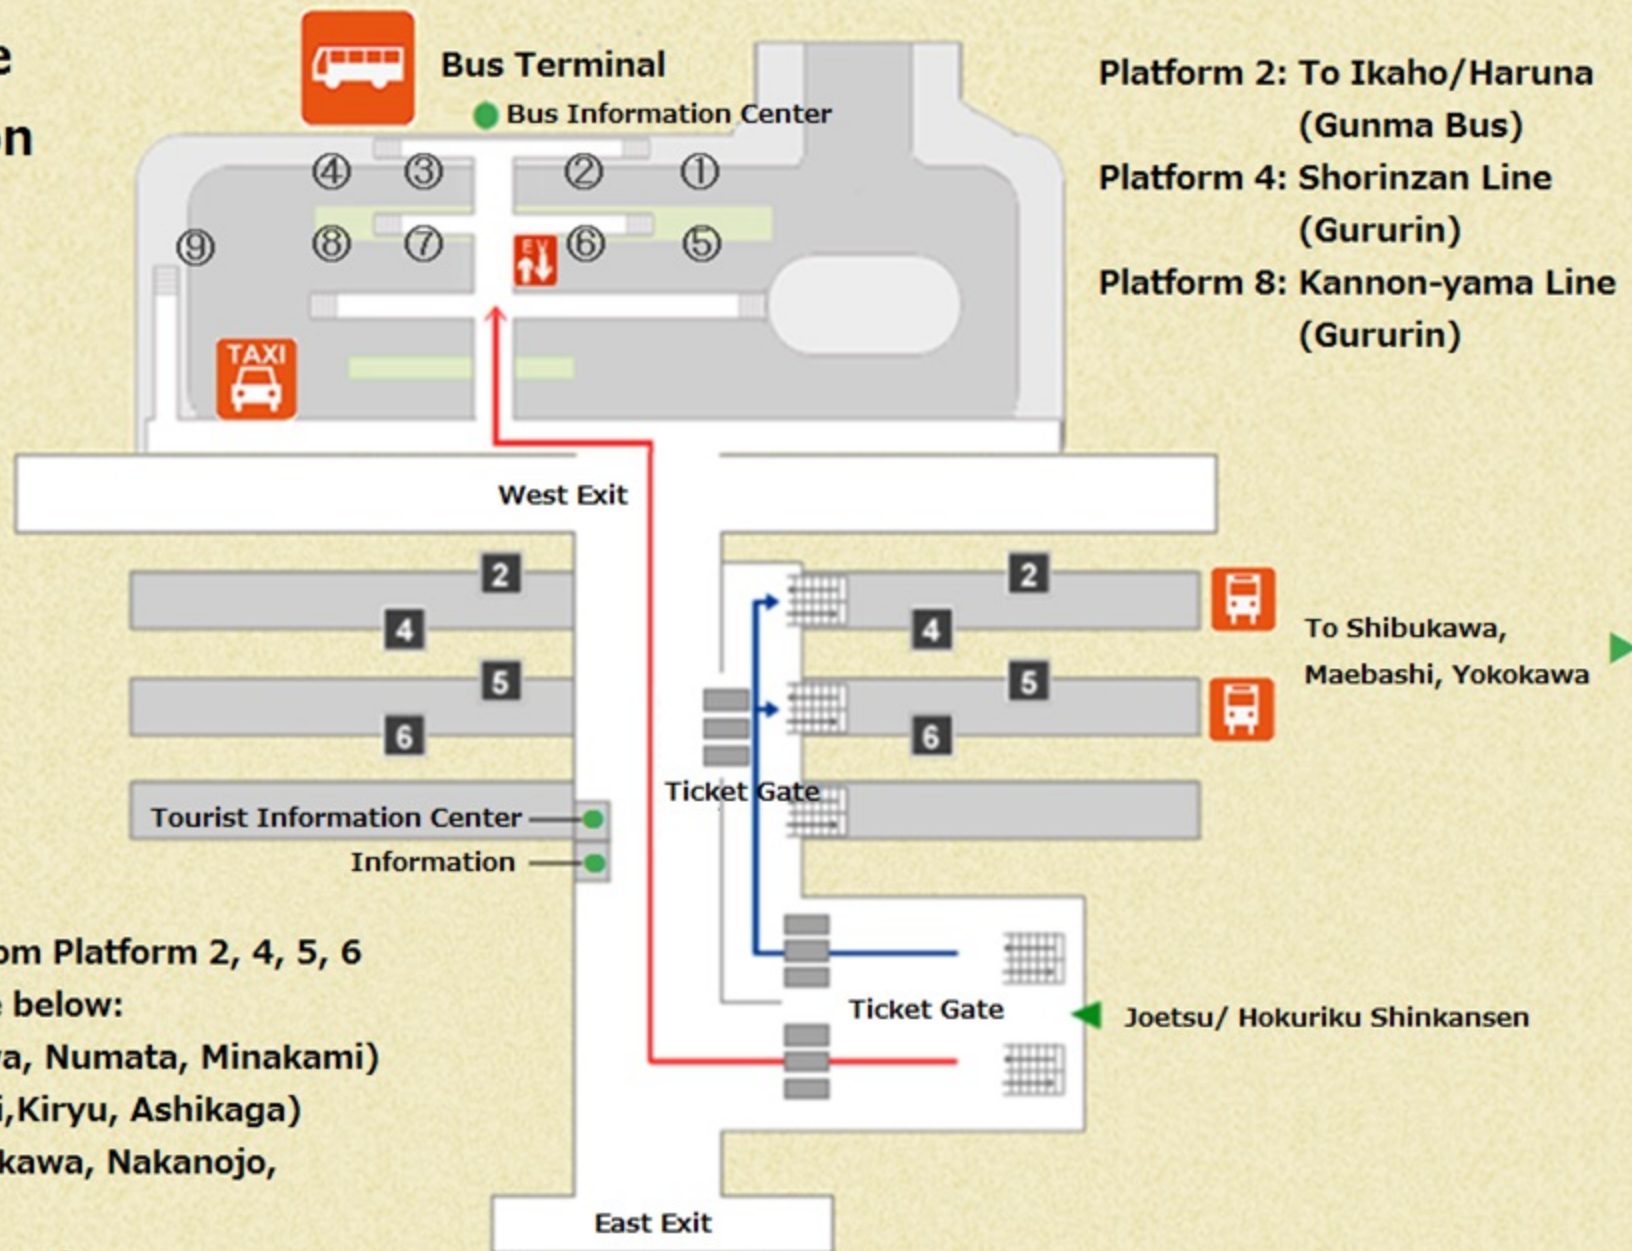 e
on
Bus Terminal
Bus Information Center
④ ③ ② ①
⑨ ⑧ ⑦ EV ⑥ ⑤
TAXI
Platform 2: To Ikaho/Haruna
(Gunma Bus)
Platform 4: Shorinzan Line
(Gururin)
Platform 8: Kannon-yama Line
(Gururin)
West Exit
2 2
4 4
5 5
6 6
To Shibukawa,
Maebashi, Yokokawa
Ticket Gate
Tourist Information Center
Information
Ticket Gate
Joetsu/ Hokuriku Shinkansen
om Platform 2, 4, 5, 6
e below:
a, Numata, Minakami)
i,Kiryu, Ashikaga)
kawa, Nakanojo,
East Exit